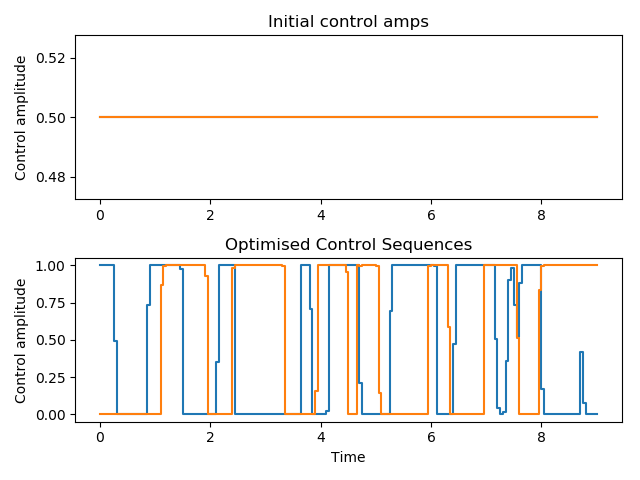 Initial control amps
Control amplitude
0.52
0.50
0.48
0 2 4 6 8
Optimised Control Sequences
Control amplitude
1.00
0.75
0.50
0.25
0.00
0 2 4 6 8
Time